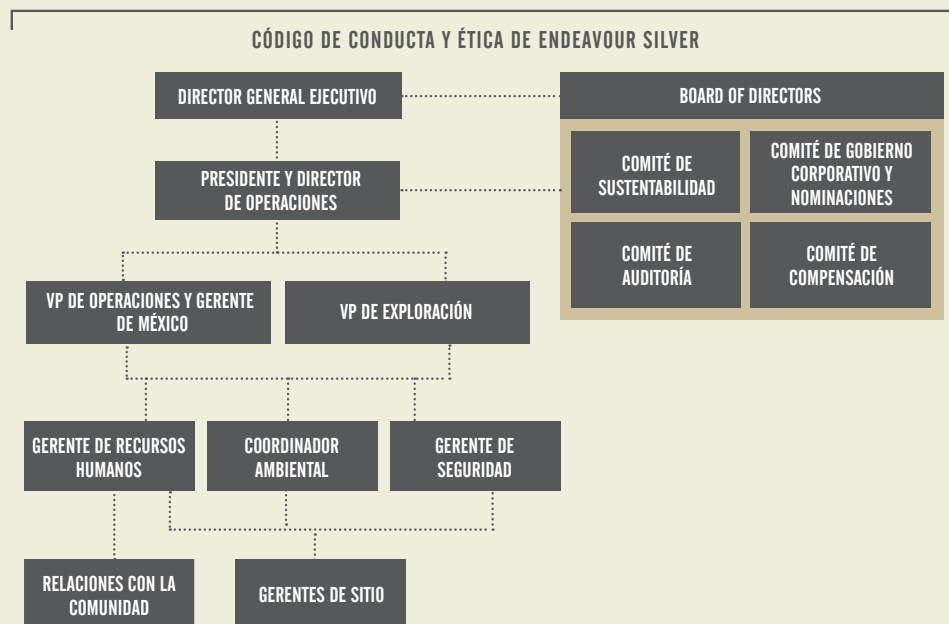 CÓDIGO DE CONDUCTA Y ÉTICA DE ENDEAVOUR SILVER
DIRECTOR GENERAL EJECUTIVO
BOARD OF DIRECTORS
COMITÉ DE
SUSTENTABILIDAD
COMITÉ DE GOBIERNO
CORPORATIVO Y
NOMINACIONES
PRESIDENTE Y DIRECTOR
DE OPERACIONES
COMITÉ DE
AUDITORÍA
COMITÉ DE
COMPENSACIÓN
VP DE OPERACIONES Y GERENTE
DE MÉXICO
VP DE EXPLORACIÓN
GERENTE DE RECURSOS
HUMANOS
COORDINADOR
AMBIENTAL
GERENTE DE
SEGURIDAD
RELACIONES CON LA
COMUNIDAD
GERENTES DE SITIO